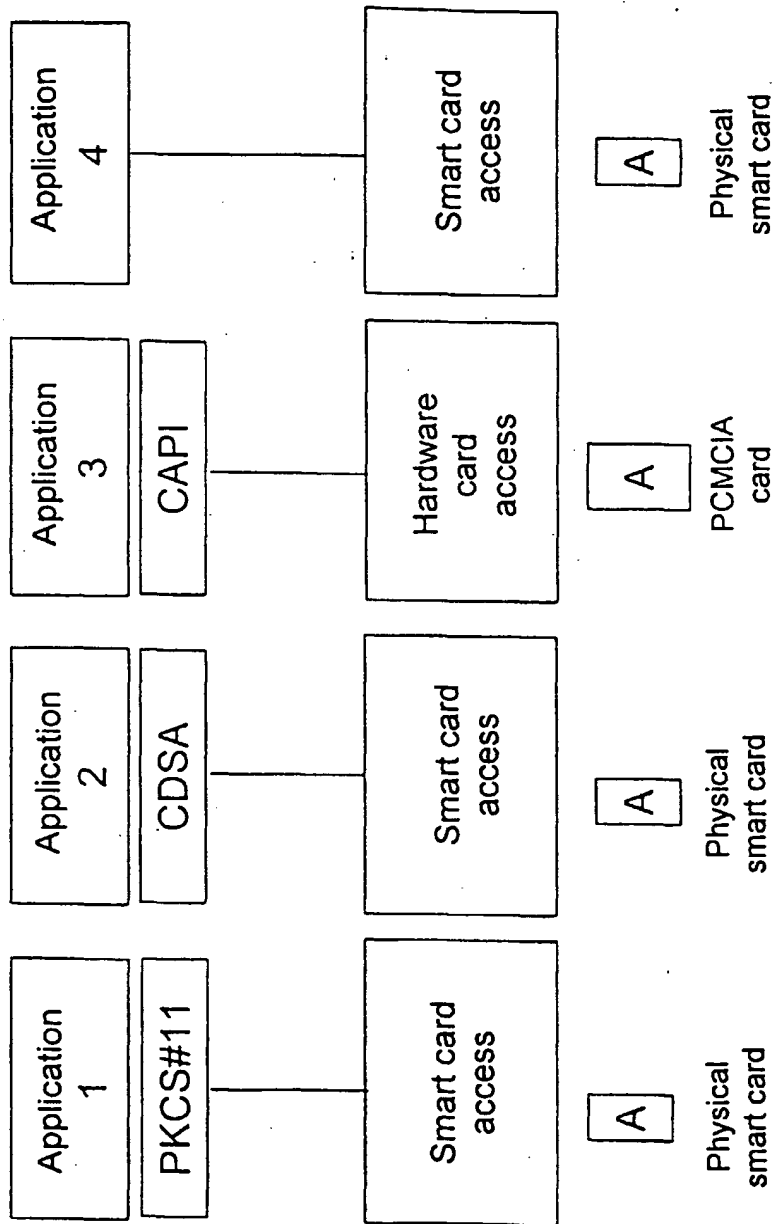 Application
1
PKCS#11
Smart card
access
A
Physical
smart card
Application
2
CDSA
Smart card
access
A
Physical
smart card
Application
3
CAPI
Hardware
card
access
A
PCMCIA
card
Application
4
Smart card
access
A
Physical
smart card